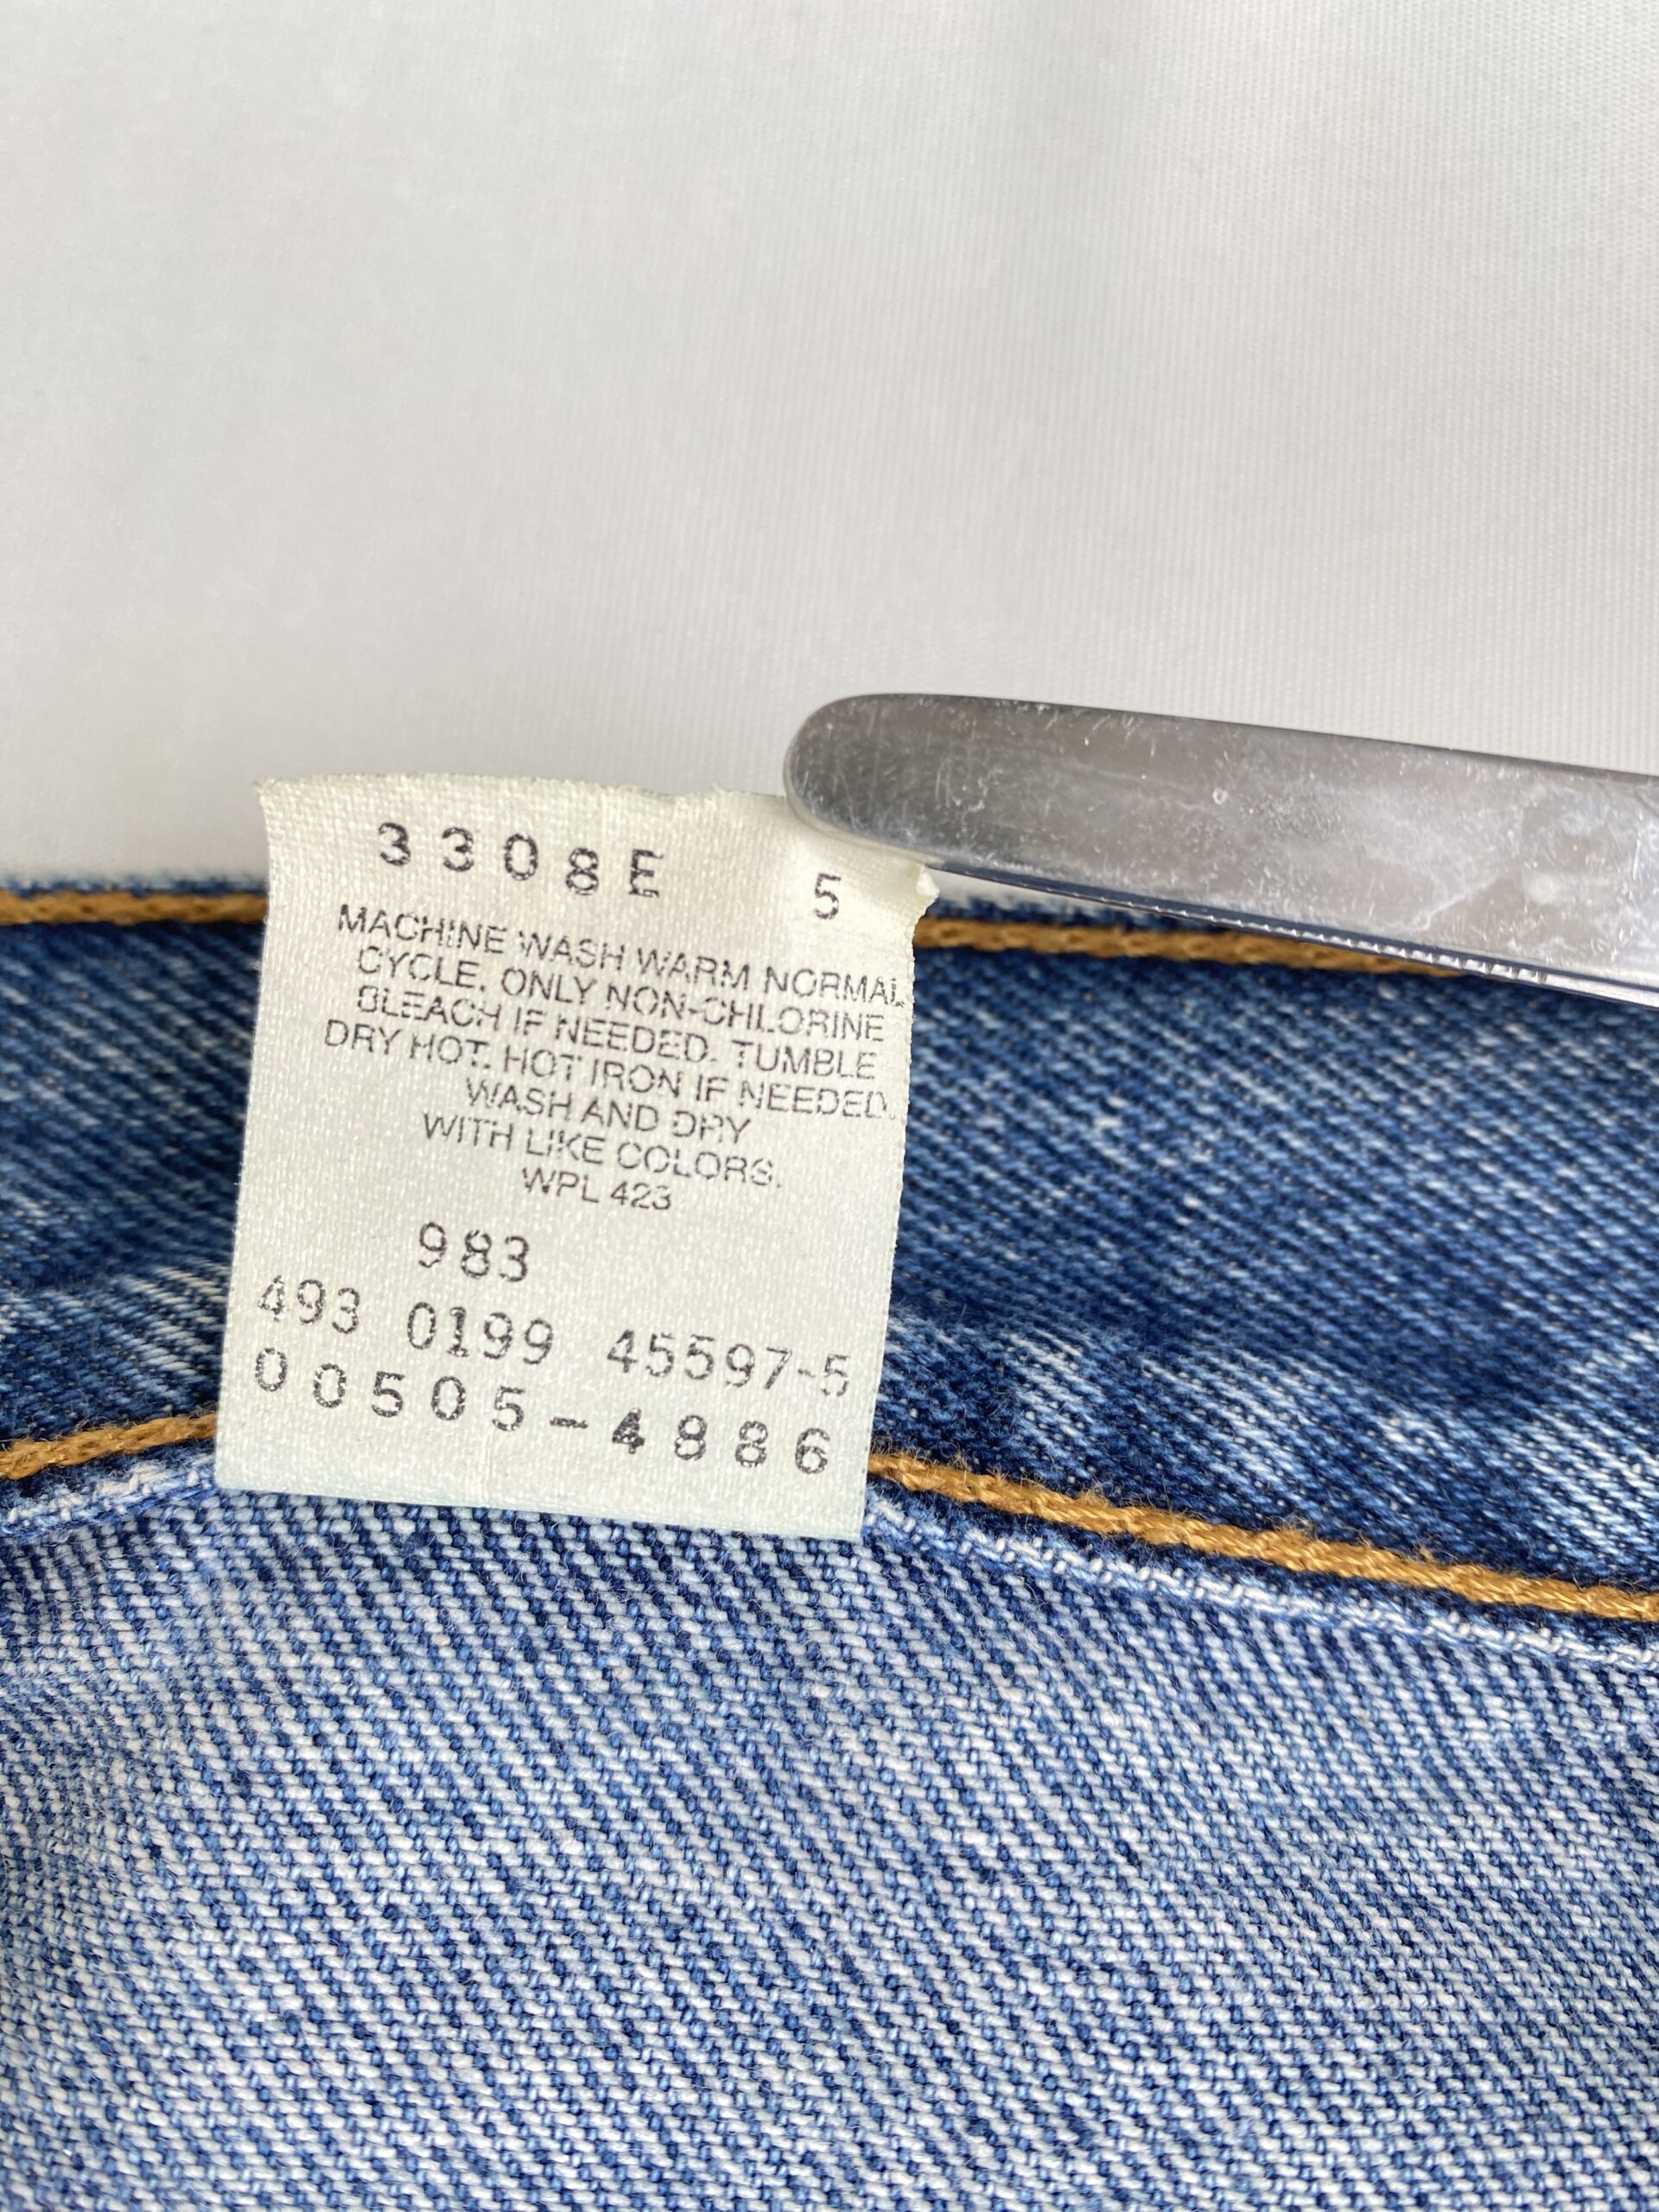 3308E 5
MACHINE WASH WARM NORMAL
CYCLE. ONLY NON-CHLORINE
BLEACH IF NEEDED. TUMBLE
DRY HOT. HOT IRON IF NEEDED.
WASH AND DRY
WITH LIKE COLORS.
WPL 423
983
493 0199 45597-5
00505-4886